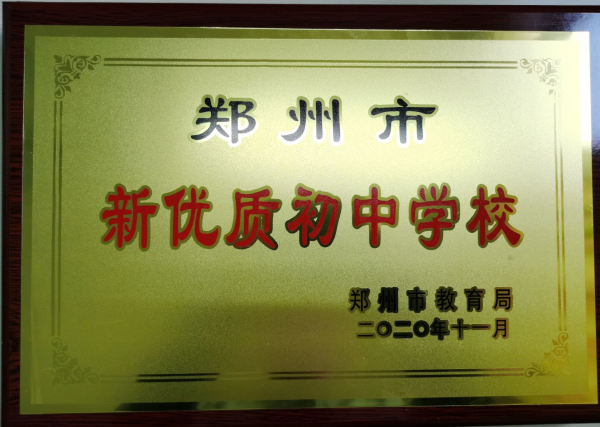 郑州市
新优质初中学校
郑州市教育局
二〇二〇年十一月